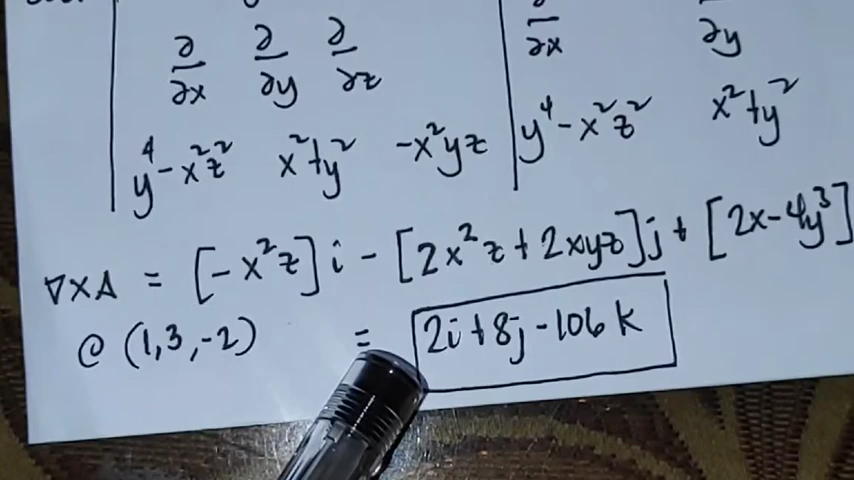 ∂/∂x ∂/∂y ∂/∂z | ∂/∂x ∂/∂y
y⁴-x²z² x²+y² -x²yz | y⁴-x²z² x²+y²
∇×A = [-x²z]i - [2x²z+2xyz]j + [2x-4y³]
@ (1,3,-2) = 2i+8j-106k